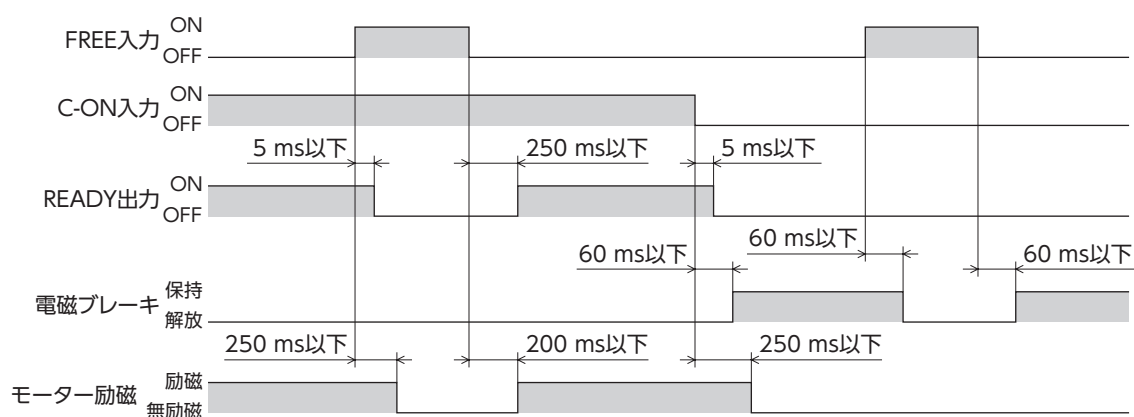 FREE入力 ON
OFF
C-ON入力 ON
OFF
5 ms以下 250 ms以下 5 ms以下
READY出力 ON
OFF
60 ms以下 60 ms以下 60 ms以下
電磁ブレーキ 保持
解放
250 ms以下 200 ms以下 250 ms以下
モーター励磁 励磁
無励磁